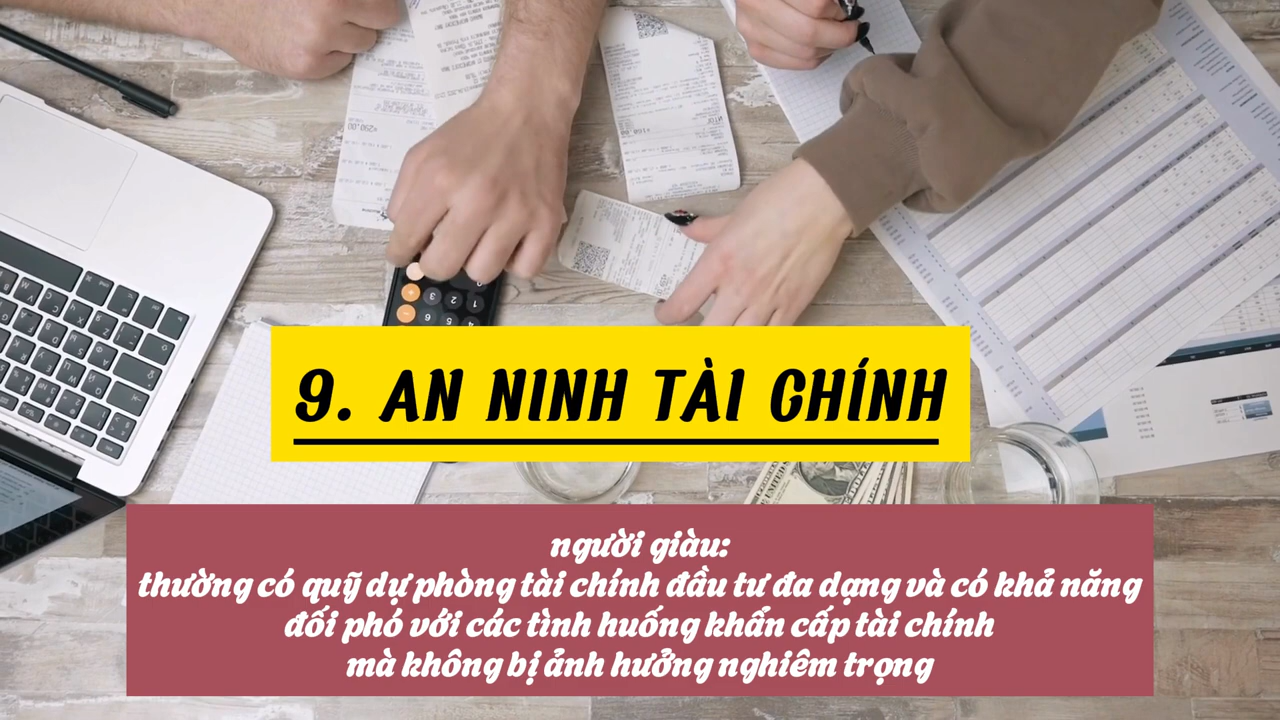 9. AN NINH TÀI CHÍNH
người giàu:
thường có quỹ dự phòng tài chính đầu tư đa dạng và có khả năng
đối phó với các tình huống khẩn cấp tài chính
mà không bị ảnh hưởng nghiêm trọng